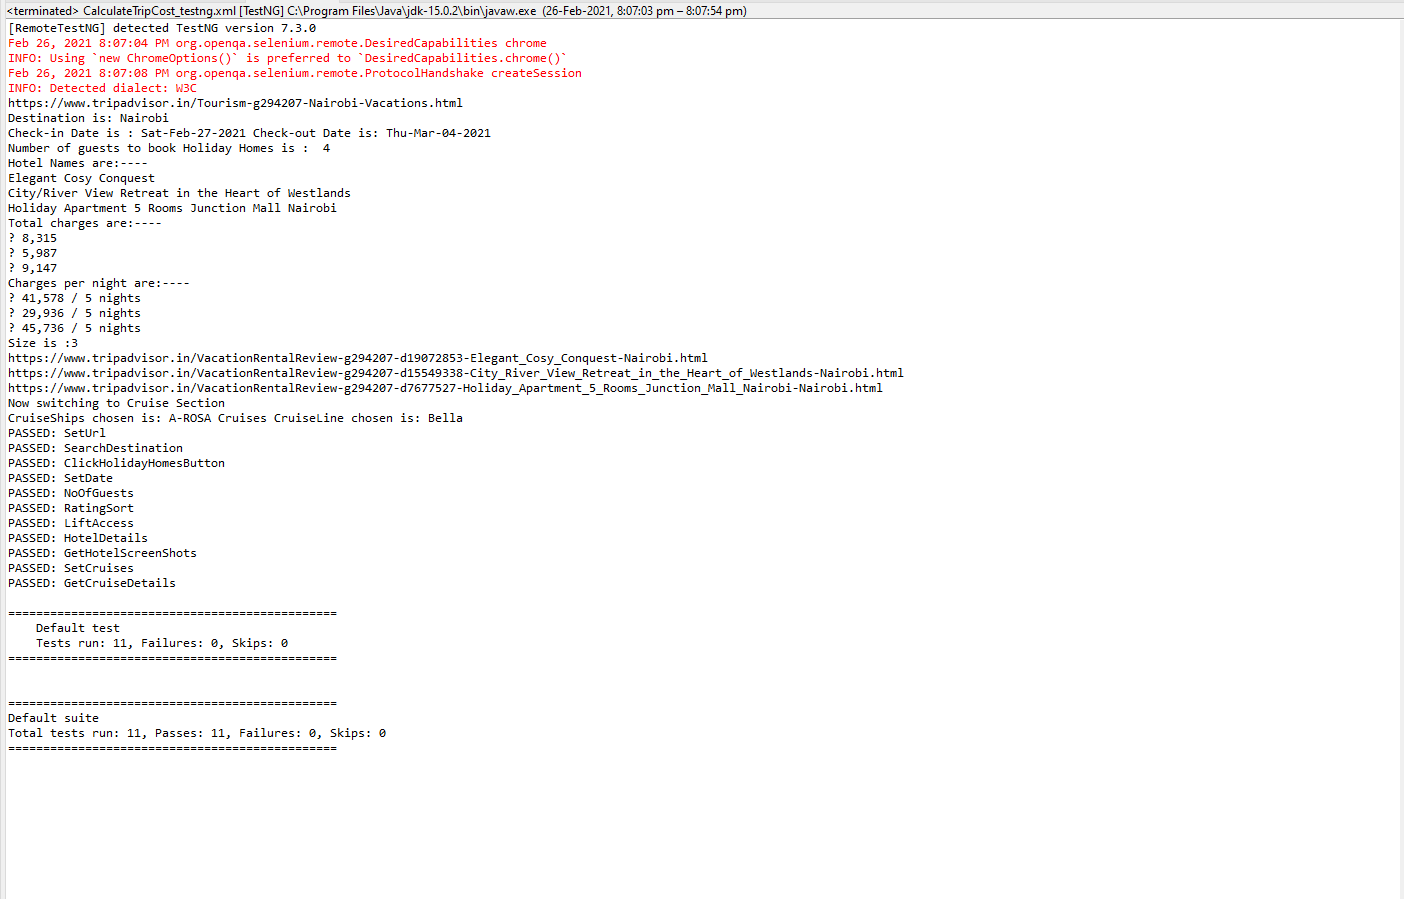 <terminated> CalculateTripCost_testng.xml [TestNG] C:\Program Files\Java\jdk-15.0.2\bin\javaw.exe (26-Feb-2021, 8:07:03 pm – 8:07:54 pm)
[RemoteTestNG] detected TestNG version 7.3.0
Feb 26, 2021 8:07:04 PM org.openqa.selenium.remote.DesiredCapabilities chrome
INFO: Using `new ChromeOptions()` is preferred to `DesiredCapabilities.chrome()`
Feb 26, 2021 8:07:08 PM org.openqa.selenium.remote.ProtocolHandshake createSession
INFO: Detected dialect: W3C
https://www.tripadvisor.in/Tourism-g294207-Nairobi-Vacations.html
Destination is: Nairobi
Check-in Date is : Sat-Feb-27-2021 Check-out Date is: Thu-Mar-04-2021
Number of guests to book Holiday Homes is :  4
Hotel Names are:----
Elegant Cosy Conquest
City/River View Retreat in the Heart of Westlands
Holiday Apartment 5 Rooms Junction Mall Nairobi
Total charges are:----
? 8,315
? 5,987
? 9,147
Charges per night are:----
? 41,578 / 5 nights
? 29,936 / 5 nights
? 45,736 / 5 nights
Size is :3
https://www.tripadvisor.in/VacationRentalReview-g294207-d19072853-Elegant_Cosy_Conquest-Nairobi.html
https://www.tripadvisor.in/VacationRentalReview-g294207-d15549338-City_River_View_Retreat_in_the_Heart_of_Westlands-Nairobi.html
https://www.tripadvisor.in/VacationRentalReview-g294207-d7677527-Holiday_Apartment_5_Rooms_Junction_Mall_Nairobi-Nairobi.html
Now switching to Cruise Section
CruiseShips chosen is: A-ROSA Cruises CruiseLine chosen is: Bella
PASSED: SetUrl
PASSED: SearchDestination
PASSED: ClickHolidayHomesButton
PASSED: SetDate
PASSED: NoOfGuests
PASSED: RatingSort
PASSED: LiftAccess
PASSED: HotelDetails
PASSED: GetHotelScreenShots
PASSED: SetCruises
PASSED: GetCruiseDetails
===============================================
Default test
Tests run: 11, Failures: 0, Skips: 0
===============================================
===============================================
Default suite
Total tests run: 11, Passes: 11, Failures: 0, Skips: 0
===============================================